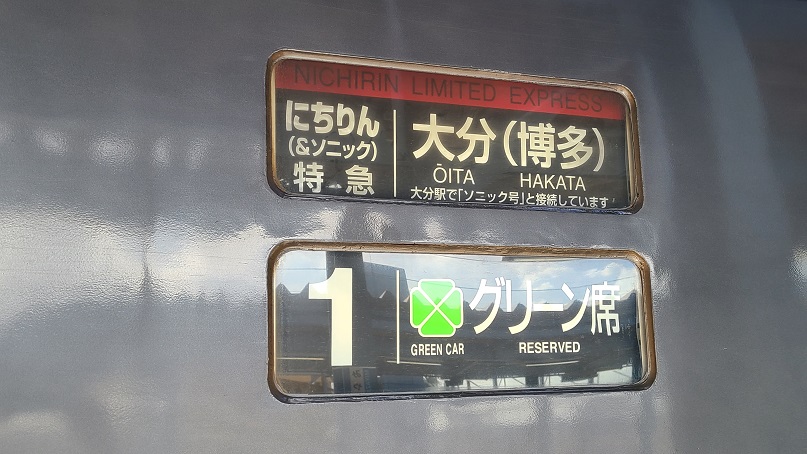 NICHIRIN LIMITED EXPRESS
にちりん
(&ソニック)
特急
大分(博多)
ŌITA HAKATA
大分駅で「ソニック号」と接続しています
1
グリーン席
GREEN CAR RESERVED